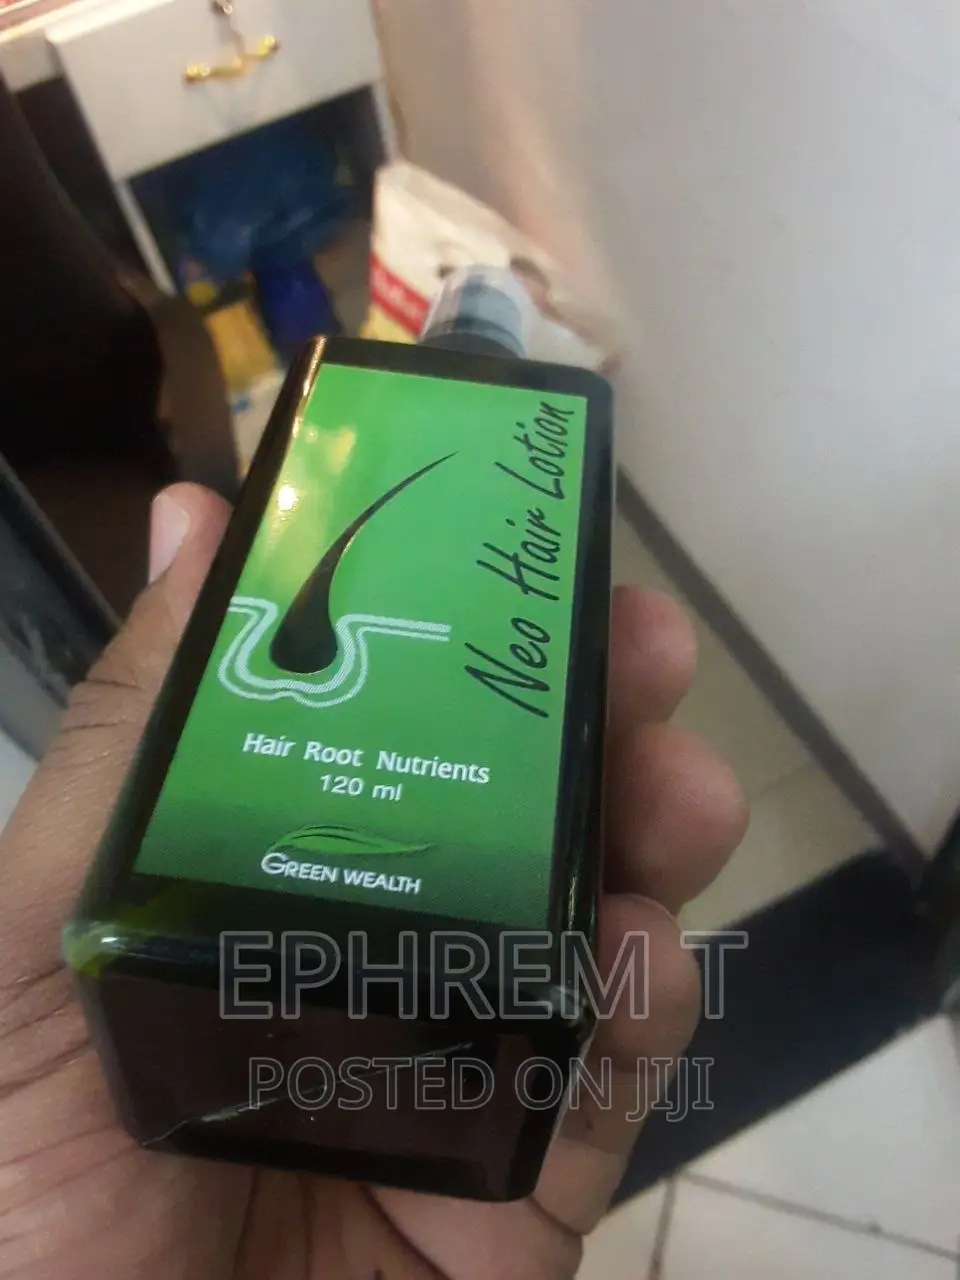 Neo Hair Lotion
Hair Root Nutrients
120 ml
GREEN WEALTH
EPHREM T
POSTED ON JIJI